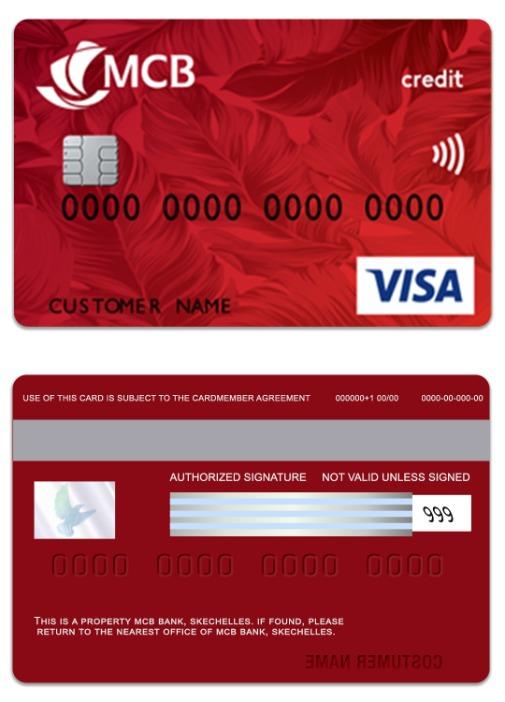 MCB
credit
0000 0000 0000 0000
CUSTOMER NAME
VISA
USE OF THIS CARD IS SUBJECT TO THE CARDMEMBER AGREEMENT 000000+1 00/00 0000-00-000-00
AUTHORIZED SIGNATURE NOT VALID UNLESS SIGNED
999
0000 0000 0000 0000
THIS IS A PROPERTY MCB BANK, SKECHELLES. IF FOUND, PLEASE
RETURN TO THE NEAREST OFFICE OF MCB BANK, SKECHELLES.
COSTUMER NAME